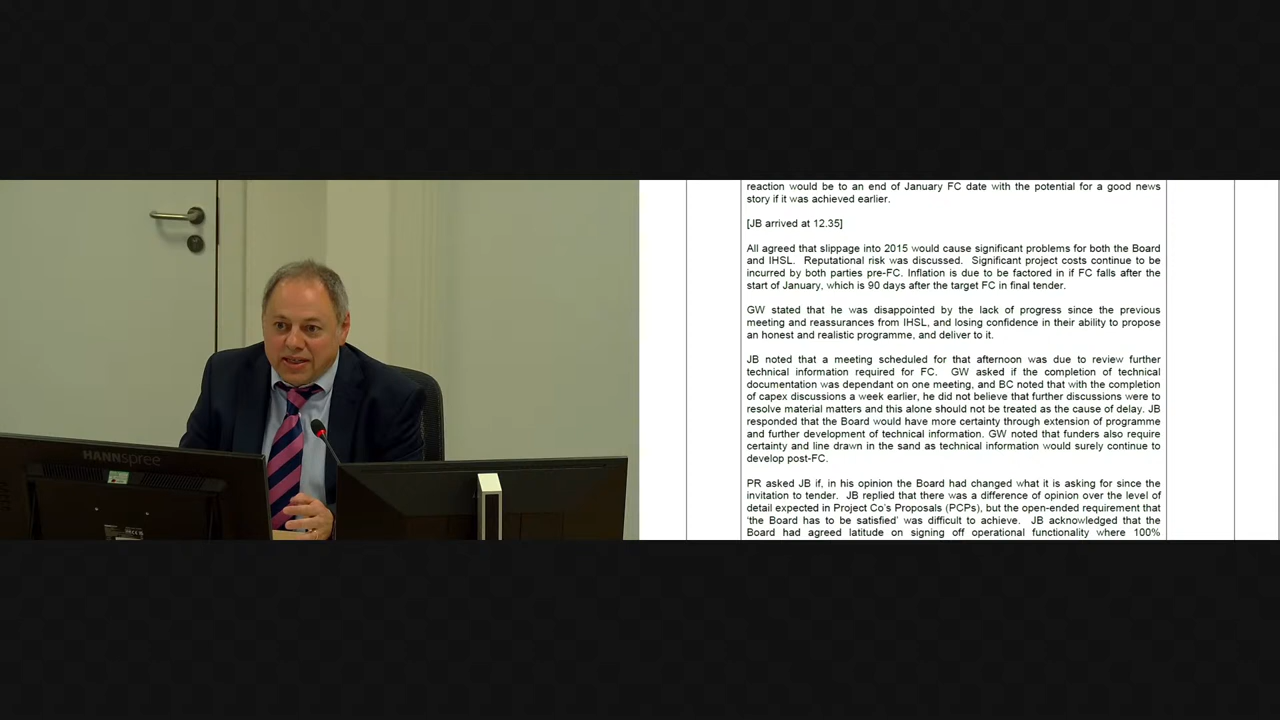 HANNspree
reaction would be to an end of January FC date with the potential for a good news
story if it was achieved earlier.
[JB arrived at 12.35]
All agreed that slippage into 2015 would cause significant problems for both the Board
and IHSL. Reputational risk was discussed. Significant project costs continue to be
incurred by both parties pre-FC. Inflation is due to be factored in if FC falls after the
start of January, which is 90 days after the target FC in final tender.
GW stated that he was disappointed by the lack of progress since the previous
meeting and reassurances from IHSL, and losing confidence in their ability to propose
an honest and realistic programme, and deliver to it.
JB noted that a meeting scheduled for that afternoon was due to review further
technical information required for FC. GW asked if the completion of technical
documentation was dependant on one meeting, and BC noted that with the completion
of capex discussions a week earlier, he did not believe that further discussions were to
resolve material matters and this alone should not be treated as the cause of delay. JB
responded that the Board would have more certainty through extension of programme
and further development of technical information. GW noted that funders also require
certainty and line drawn in the sand as technical information would surely continue to
develop post-FC.
PR asked JB if, in his opinion the Board had changed what it is asking for since the
invitation to tender. JB replied that there was a difference of opinion over the level of
detail expected in Project Co's Proposals (PCPs), but the open-ended requirement that
'the Board has to be satisfied' was difficult to achieve. JB acknowledged that the
Board had agreed latitude on signing off operational functionality where 100%